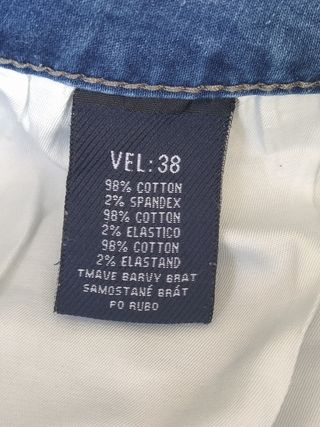 VEL: 38
98% COTTON
2% SPANDEX
98% COTTON
2% ELASTICO
98% COTTON
2% ELASTAND
TMAVE BARVY BRAT
SAMOSTANÉ BRÁT
PO RUBO